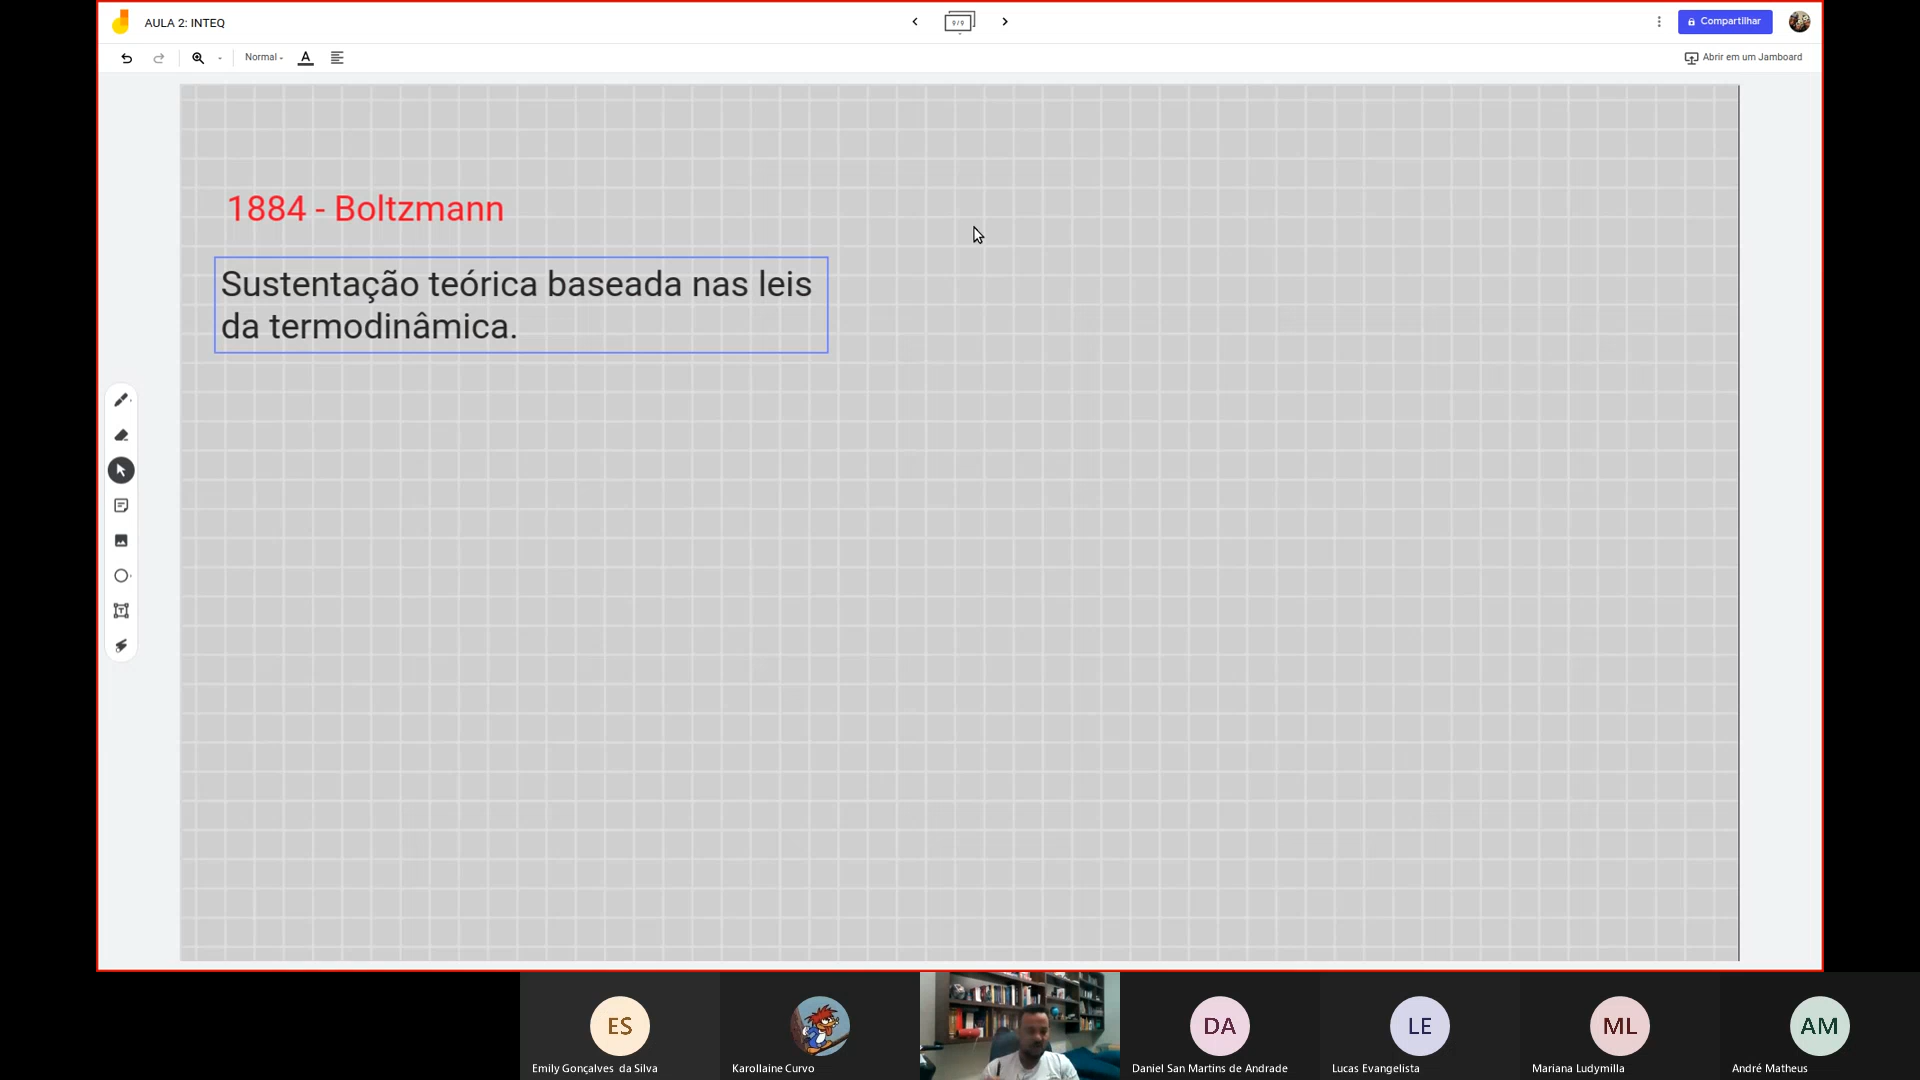 AULA 2: INTEQ
9/9
Compartilhar
Normal
A
Abrir em um Jamboard
1884 - Boltzmann
Sustentação teórica baseada nas leis
da termodinâmica.
ES
DA
LE
ML
AM
Emily Gonçalves da Silva
Karollaine Curvo
Daniel San Martins de Andrade
Lucas Evangelista
Mariana Ludymilla
André Matheus